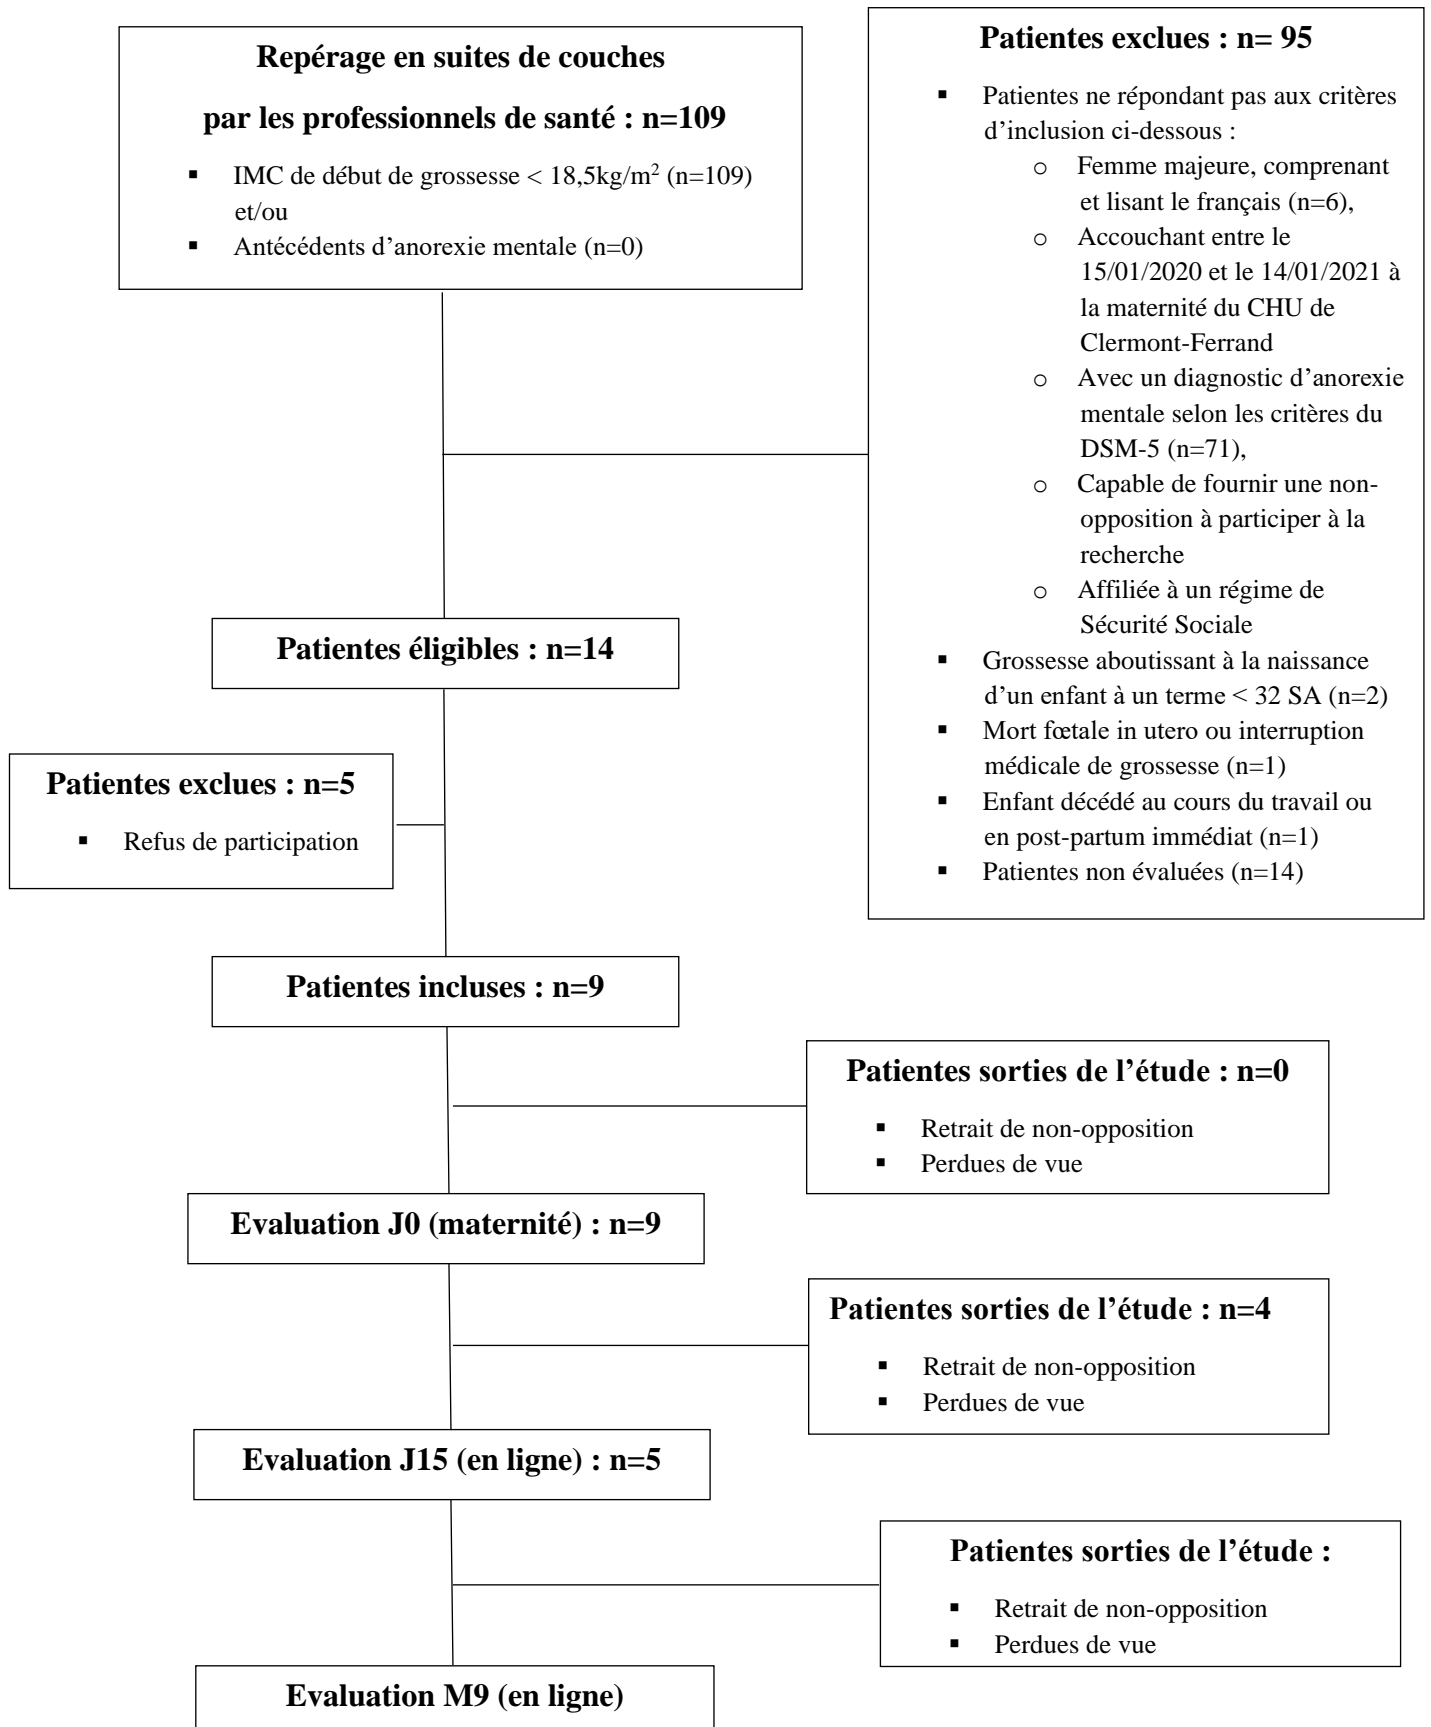 Repérage en suites de couches
par les professionnels de santé : n=109
▪ IMC de début de grossesse < 18,5kg/m² (n=109)
et/ou
▪ Antécédents d’anorexie mentale (n=0)
Patientes exclues : n= 95
▪ Patientes ne répondant pas aux critères
d’inclusion ci-dessous :
o Femme majeure, comprenant
et lisant le français (n=6),
o Accouchant entre le
15/01/2020 et le 14/01/2021 à
la maternité du CHU de
Clermont-Ferrand
o Avec un diagnostic d’anorexie
mentale selon les critères du
DSM-5 (n=71),
o Capable de fournir une non-
opposition à participer à la
recherche
o Affiliée à un régime de
Sécurité Sociale
▪ Grossesse aboutissant à la naissance
d’un enfant à un terme < 32 SA (n=2)
▪ Mort fœtale in utero ou interruption
médicale de grossesse (n=1)
▪ Enfant décédé au cours du travail ou
en post-partum immédiat (n=1)
▪ Patientes non évaluées (n=14)
Patientes éligibles : n=14
Patientes exclues : n=5
▪ Refus de participation
Patientes incluses : n=9
Patientes sorties de l’étude : n=0
▪ Retrait de non-opposition
▪ Perdues de vue
Evaluation J0 (maternité) : n=9
Patientes sorties de l’étude : n=4
▪ Retrait de non-opposition
▪ Perdues de vue
Evaluation J15 (en ligne) : n=5
Patientes sorties de l’étude :
▪ Retrait de non-opposition
▪ Perdues de vue
Evaluation M9 (en ligne)